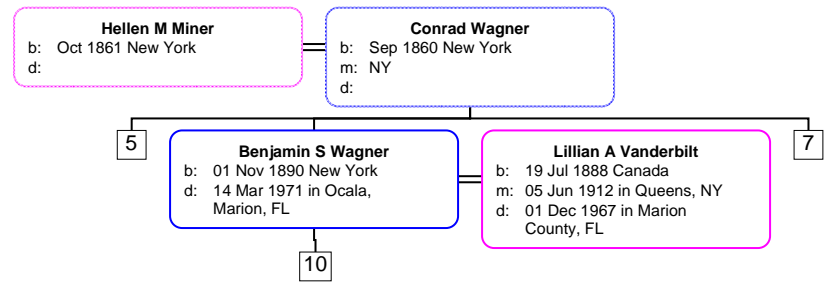 Hellen M Miner
b: Oct 1861 New York
d:
Conrad Wagner
b: Sep 1860 New York
m: NY
d:
5
7
Benjamin S Wagner
b: 01 Nov 1890 New York
d: 14 Mar 1971 in Ocala,
Marion, FL
Lillian A Vanderbilt
b: 19 Jul 1888 Canada
m: 05 Jun 1912 in Queens, NY
d: 01 Dec 1967 in Marion
County, FL
10